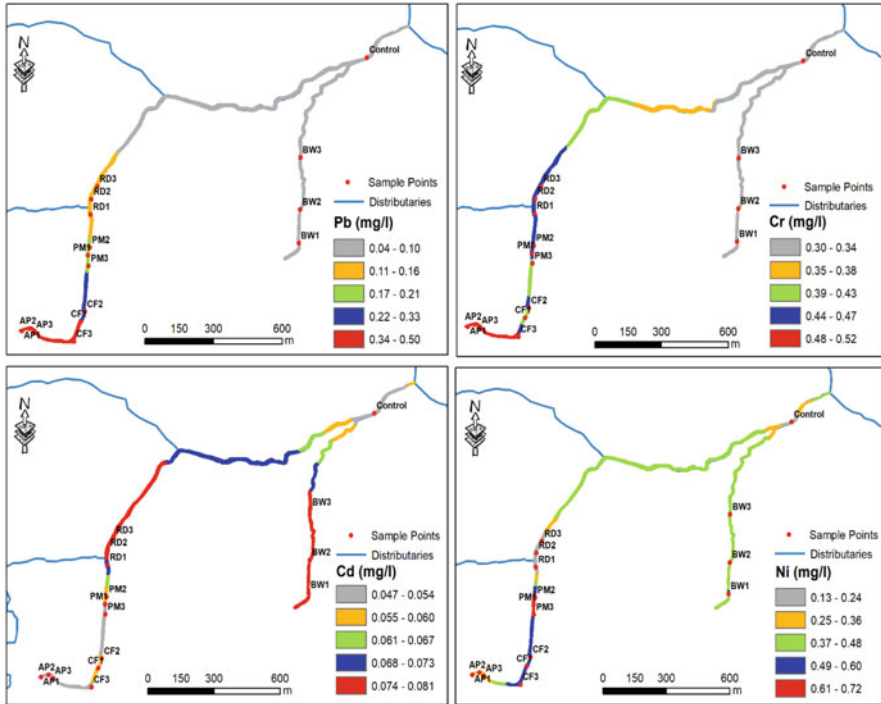 N
Control
BW3
BW2
BW1
RD3
RD2
RD1
PM2
PM1
PM3
CF2
CF1
CF3
AP2
AP3
AP1
Sample Points
Distributaries
Pb (mg/l)
0.04 - 0.10
0.11 - 0.16
0.17 - 0.21
0.22 - 0.33
0.34 - 0.50
0 150 300 600
m
N
Control
BW3
BW2
BW1
RD3
RD2
RD1
PM2
PM1
PM3
CF2
CF1
CF3
AP2
AP3
AP1
Sample Points
Distributaries
Cr (mg/l)
0.30 - 0.34
0.35 - 0.38
0.39 - 0.43
0.44 - 0.47
0.48 - 0.52
0 150 300 600
m
N
Control
BW3
BW2
BW1
RD3
RD2
RD1
PM2
PM1
PM3
CF2
CF1
CF3
AP2
AP3
AP1
Sample Points
Distributaries
Cd (mg/l)
0.047 - 0.054
0.055 - 0.060
0.061 - 0.067
0.068 - 0.073
0.074 - 0.081
0 150 300 600
m
N
Control
BW3
BW2
BW1
RD3
RD2
RD1
PM2
PM1
PM3
CF2
CF1
CF3
AP2
AP3
AP1
Sample Points
Distributaries
Ni (mg/l)
0.13 - 0.24
0.25 - 0.36
0.37 - 0.48
0.49 - 0.60
0.61 - 0.72
0 150 300 600
m